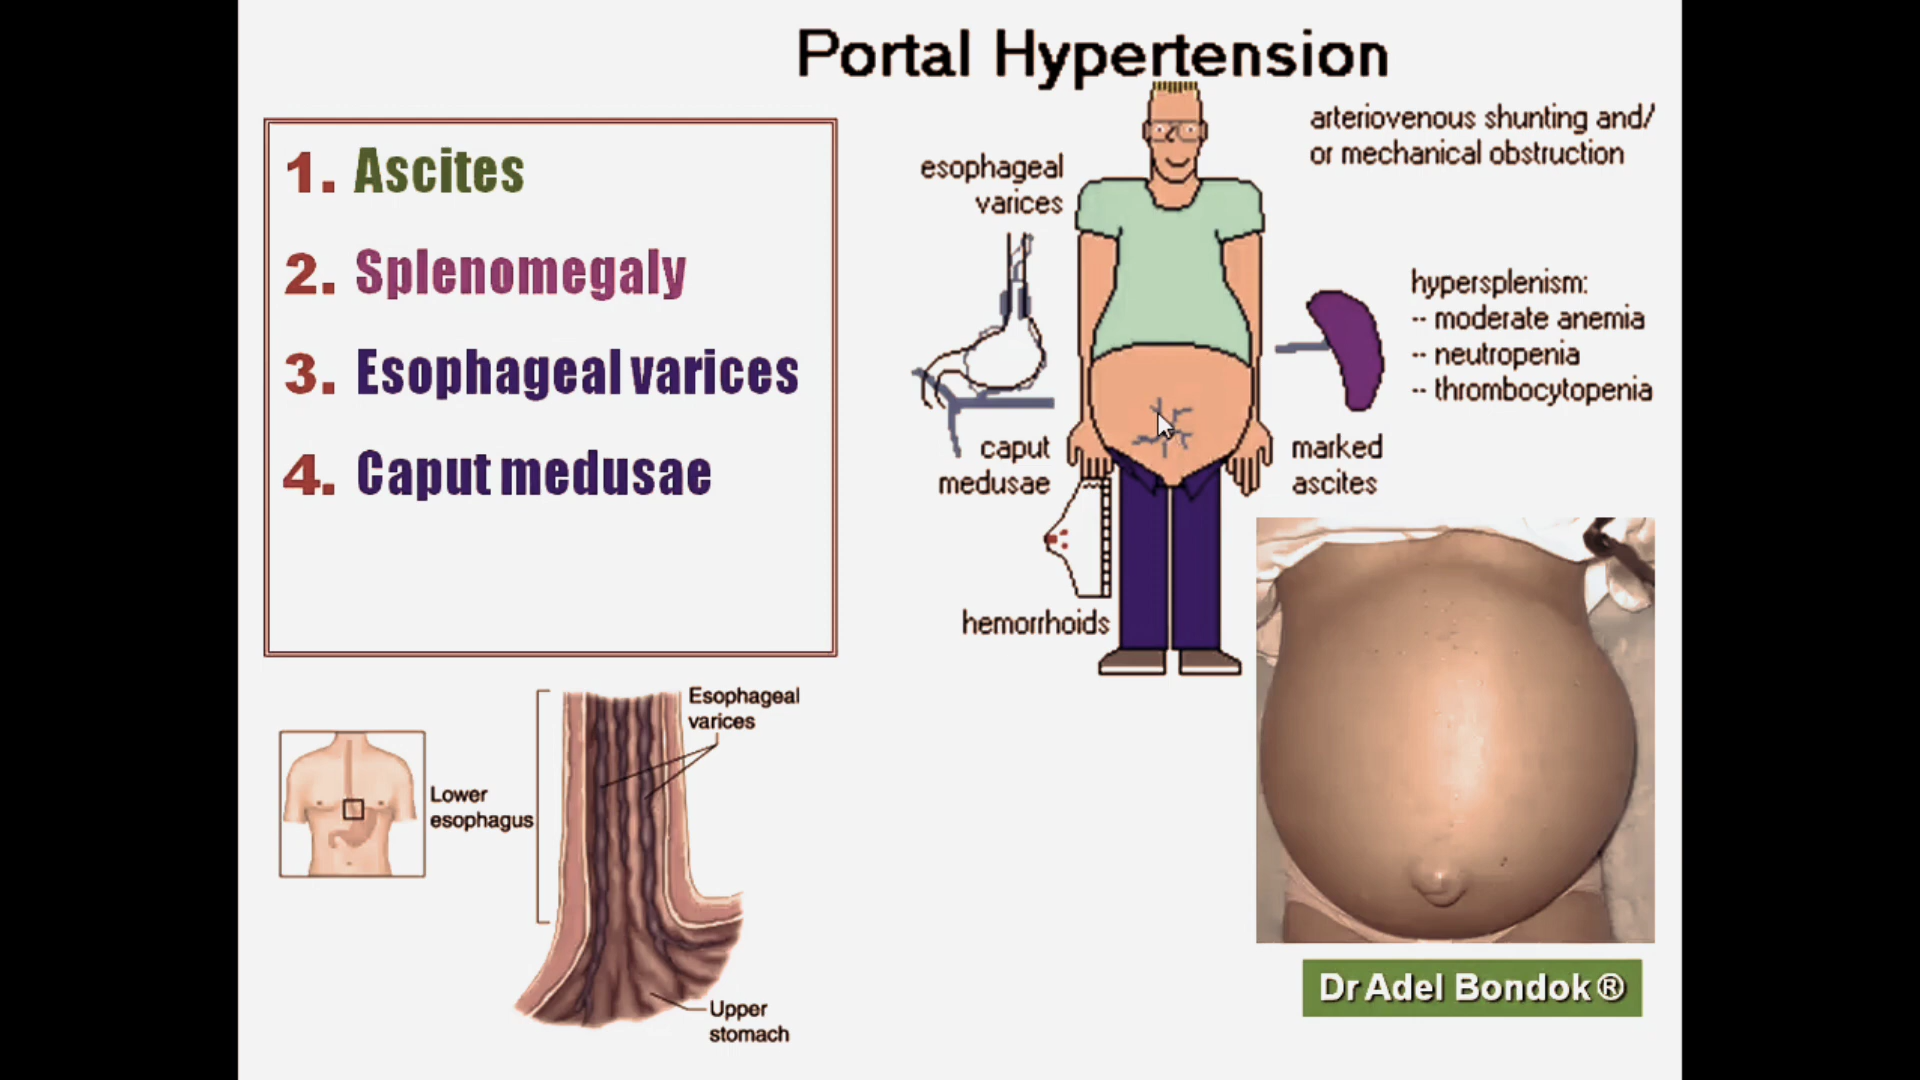 Portal Hypertension
1. Ascites
2. Splenomegaly
3. Esophageal varices
4. Caput medusae
esophageal
varices
arteriovenous shunting and/
or mechanical obstruction
hypersplenism:
-- moderate anemia
-- neutropenia
-- thrombocytopenia
caput
medusae
marked
ascites
hemorrhoids
Esophageal
varices
Lower
esophagus
Upper
stomach
Dr Adel Bondok ®